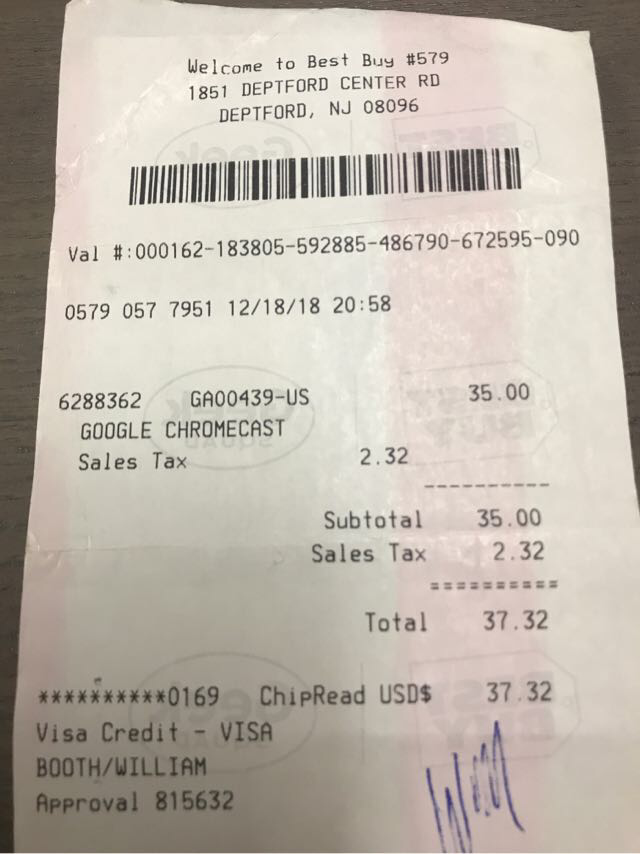 Welcome to Best Buy #579
1851 DEPTFORD CENTER RD
DEPTFORD, NJ 08096
Val #:000162-183805-592885-486790-672595-090
0579 057 7951 12/18/18 20:58
6288362 GA00439-US 35.00
GOOGLE CHROMECAST
Sales Tax 2.32
----------
Subtotal 35.00
Sales Tax 2.32
==========
Total 37.32
**********0169 ChipRead USD$ 37.32
Visa Credit - VISA
BOOTH/WILLIAM
Approval 815632